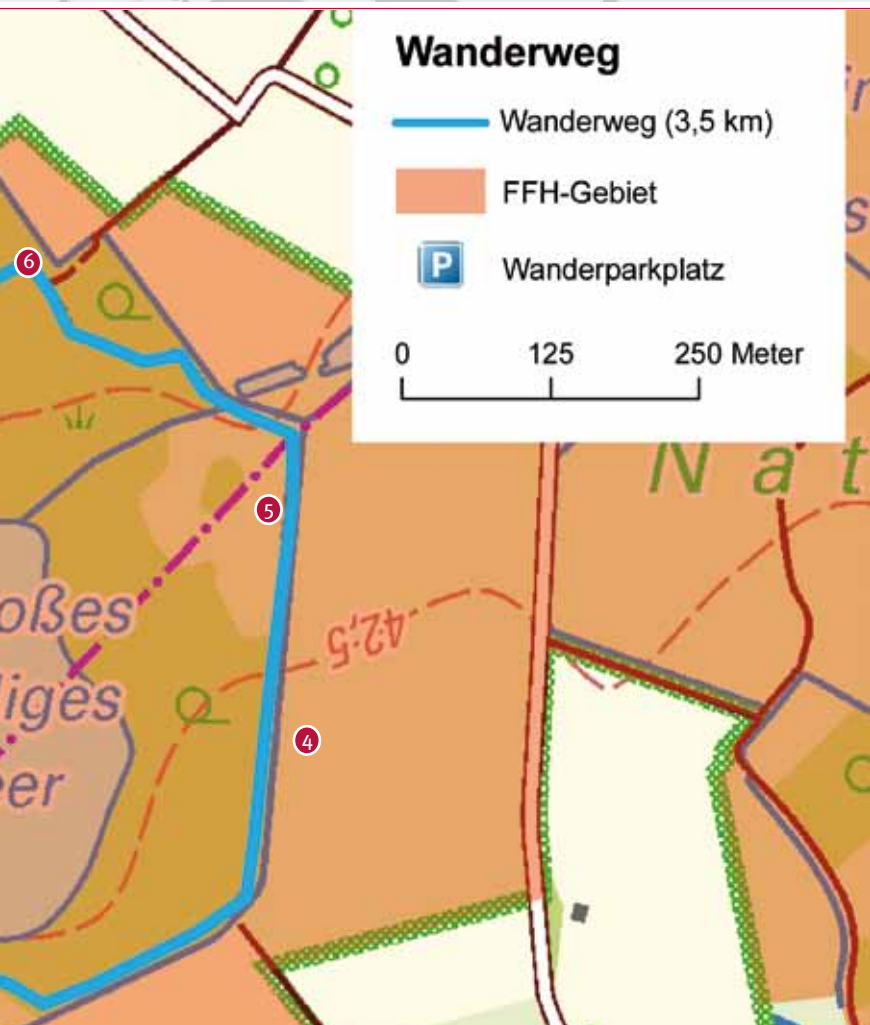 Wanderweg
Wanderweg (3,5 km)
FFH-Gebiet
P
Wanderparkplatz
0 125 250 Meter
6
5
N a t
oßes
42,5
iges
4
eer